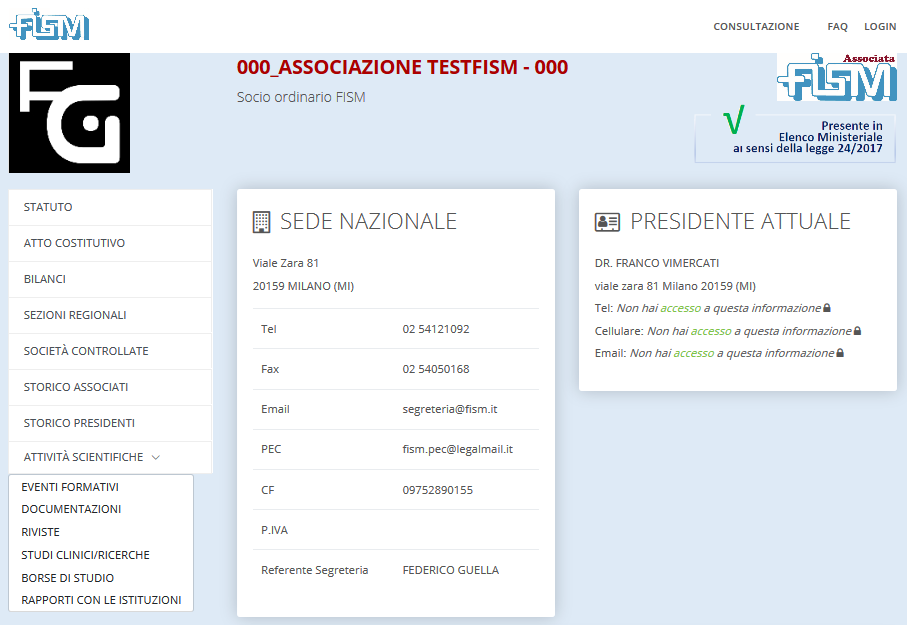 FISM
CONSULTAZIONE FAQ LOGIN
FG
000_ASSOCIAZIONE TESTFISM - 000
Socio ordinario FISM
Associata
FISM
√ Presente in
Elenco Ministeriale
ai sensi della legge 24/2017
STATUTO
ATTO COSTITUTIVO
BILANCI
SEZIONI REGIONALI
SOCIETÀ CONTROLLATE
STORICO ASSOCIATI
STORICO PRESIDENTI
ATTIVITÀ SCIENTIFICHE
EVENTI FORMATIVI
DOCUMENTAZIONI
RIVISTE
STUDI CLINICI/RICERCHE
BORSE DI STUDIO
RAPPORTI CON LE ISTITUZIONI
SEDE NAZIONALE
Viale Zara 81
20159 MILANO (MI)
Tel 02 54121092
Fax 02 54050168
Email segreteria@fism.it
PEC fism.pec@legalmail.it
CF 09752890155
P.IVA
Referente Segreteria FEDERICO GUELLA
PRESIDENTE ATTUALE
DR. FRANCO VIMERCATI
viale zara 81 Milano 20159 (MI)
Tel: Non hai accesso a questa informazione
Cellulare: Non hai accesso a questa informazione
Email: Non hai accesso a questa informazione